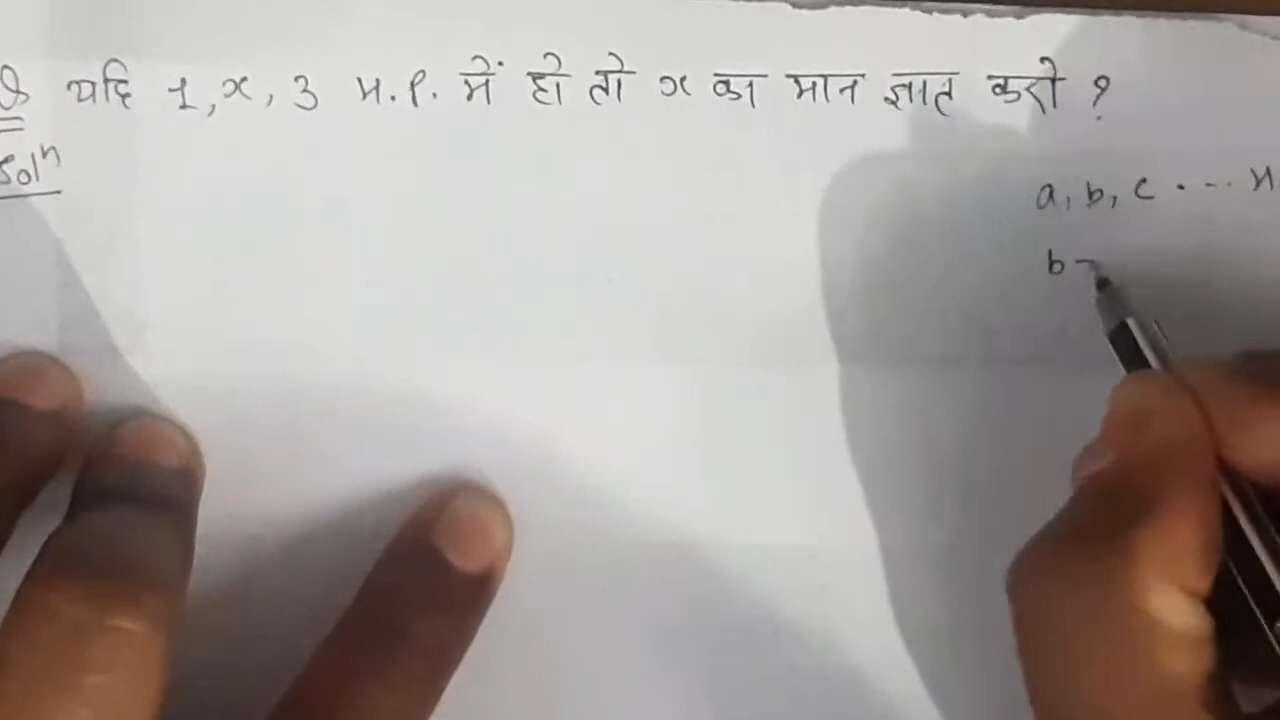 Q यदि 1, x, 3 H.P. में हो तो x का मान ज्ञात करो ?
Solⁿ
a, b, c ... H
b -